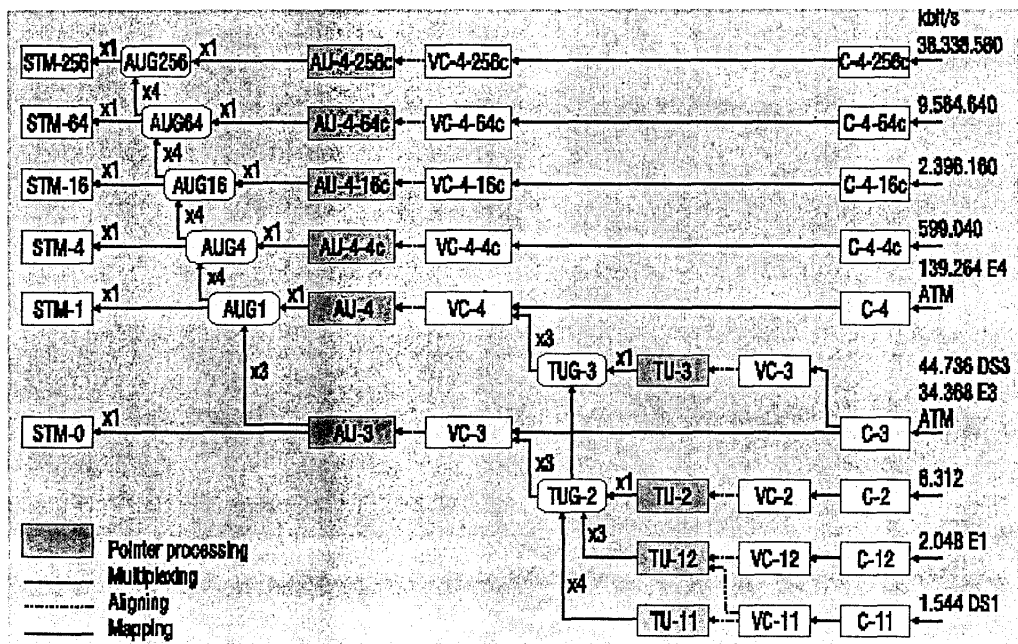 kbit/s
STM-256 x1 AUG256 x1 AU-4-256c VC-4-256c C-4-256c 38.338.560
x4
STM-64 x1 AUG64 x1 AU-4-64c VC-4-64c C-4-64c 9.584.640
x4
STM-16 x1 AUG16 x1 AU-4-16c VC-4-16c C-4-16c 2.396.160
x4
STM-4 x1 AUG4 x1 AU-4-4c VC-4-4c C-4-4c 599.040
x4
139.264 E4
STM-1 x1 AUG1 x1 AU-4 VC-4 C-4 ATM
x3
x3
TUG-3 x1 TU-3 VC-3 44.736 DS3
34.368 E3
STM-0 x1 AU-3 VC-3 C-3 ATM
x3
TUG-2 x1 TU-2 VC-2 C-2 6.312
x3
Pointer processing
TU-12 VC-12 C-12 2.048 E1
Multiplexing
x4
Aligning
TU-11 VC-11 C-11 1.544 DS1
Mapping